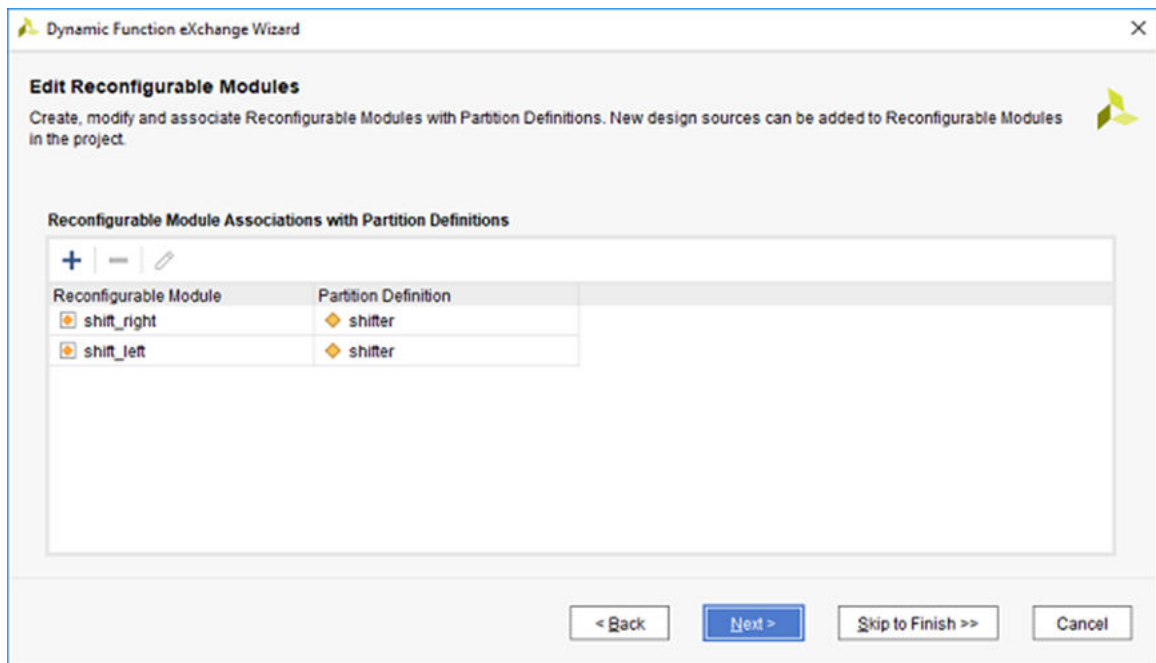 Dynamic Function eXchange Wizard
Edit Reconfigurable Modules
Create, modify and associate Reconfigurable Modules with Partition Definitions. New design sources can be added to Reconfigurable Modules
in the project.
Reconfigurable Module Associations with Partition Definitions
Reconfigurable Module Partition Definition
shift_right shifter
shift_left shifter
< Back Next > Skip to Finish >> Cancel